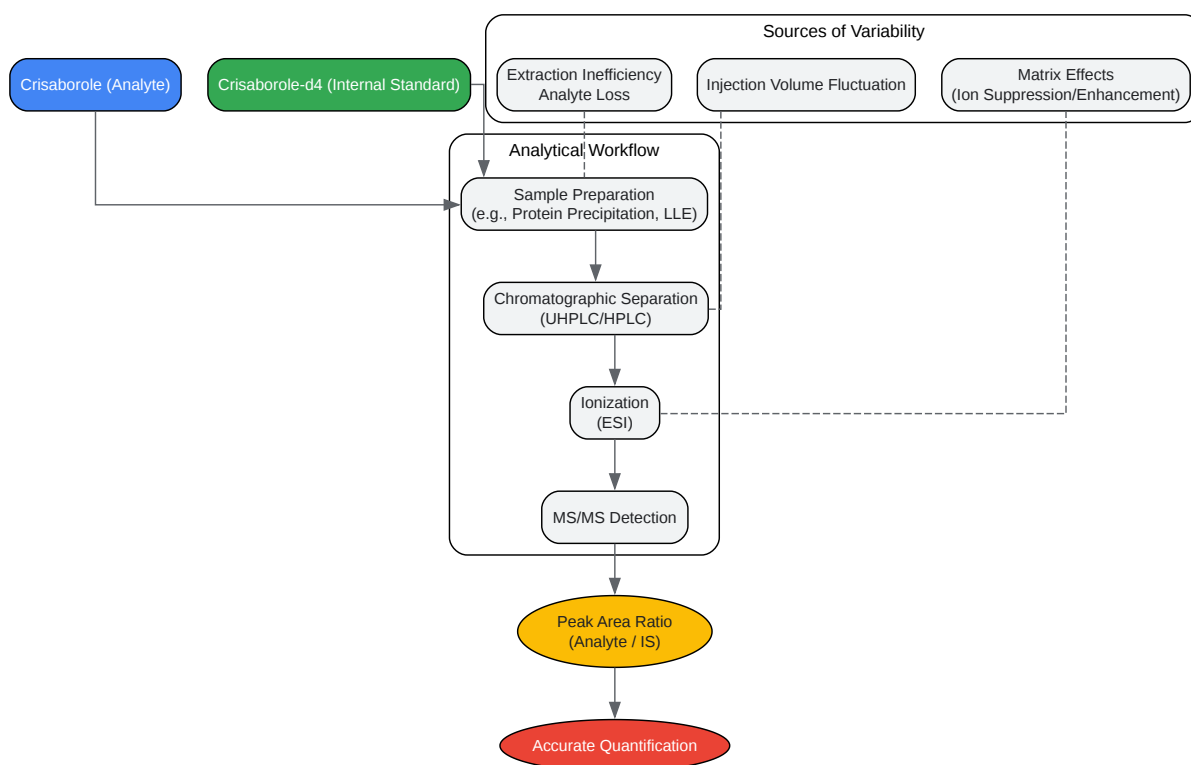 Sources of Variability
Crisaborole (Analyte)
Crisaborole-d4 (Internal Standard)
Extraction Inefficiency
Analyte Loss
Injection Volume Fluctuation
Matrix Effects
(Ion Suppression/Enhancement)
Analytical Workflow
Sample Preparation
(e.g., Protein Precipitation, LLE)
Chromatographic Separation
(UHPLC/HPLC)
Ionization
(ESI)
MS/MS Detection
Peak Area Ratio
(Analyte / IS)
Accurate Quantification